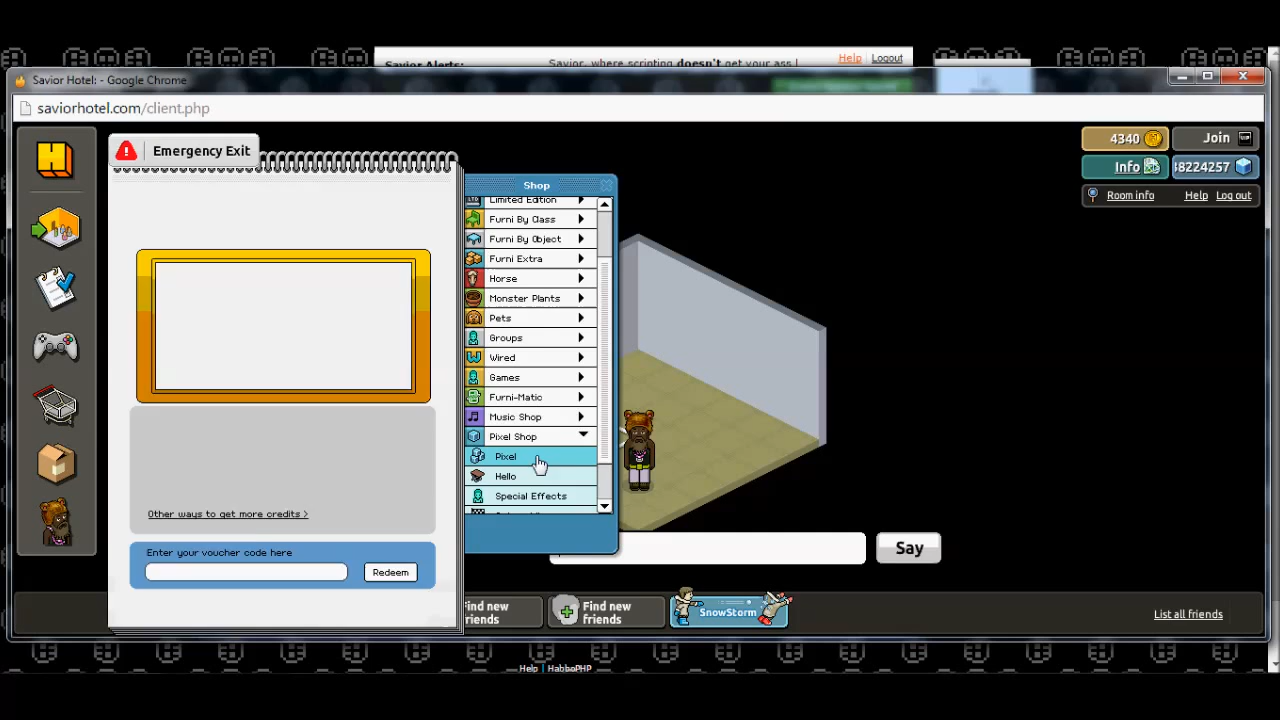 Savior Alerts:
Savior, where scripting doesn't get your ass
Help
Logout
Savior Hotel: - Google Chrome
saviorhotel.com/client.php
Emergency Exit
4340
Join
Info
48224257
Room info
Help
Log out
Shop
Limited Edition
Furni By Class
Furni By Object
Furni Extra
Horse
Monster Plants
Pets
Groups
Wired
Games
Furni-Matic
Music Shop
Pixel Shop
Pixel
Hello
Special Effects
Other ways to get more credits >
Enter your voucher code here
Redeem
Say
Find new
friends
Find new
friends
SnowStorm
List all friends
Help | HabboPHP